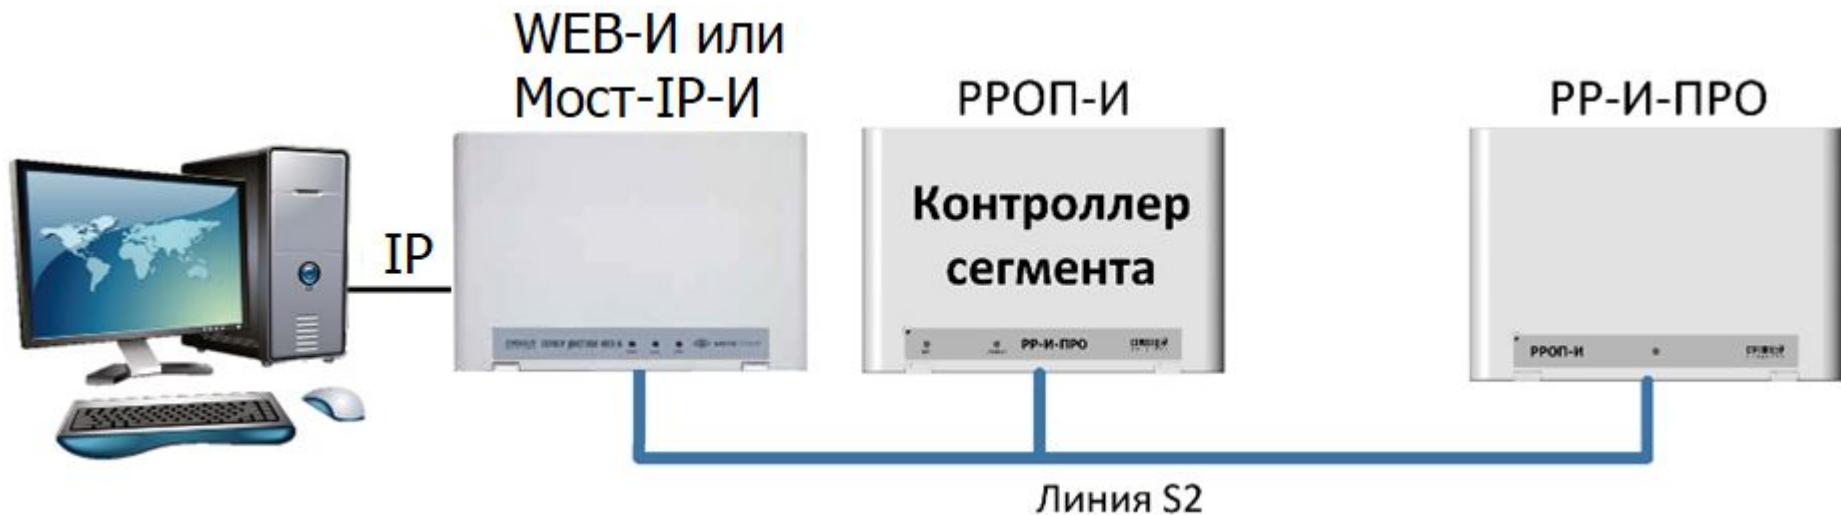 WEB-И или
Мост-IP-И
РРОП-И
РР-И-ПРО
IP
Контроллер
сегмента
РР-И-ПРО
РРОП-И
Линия S2